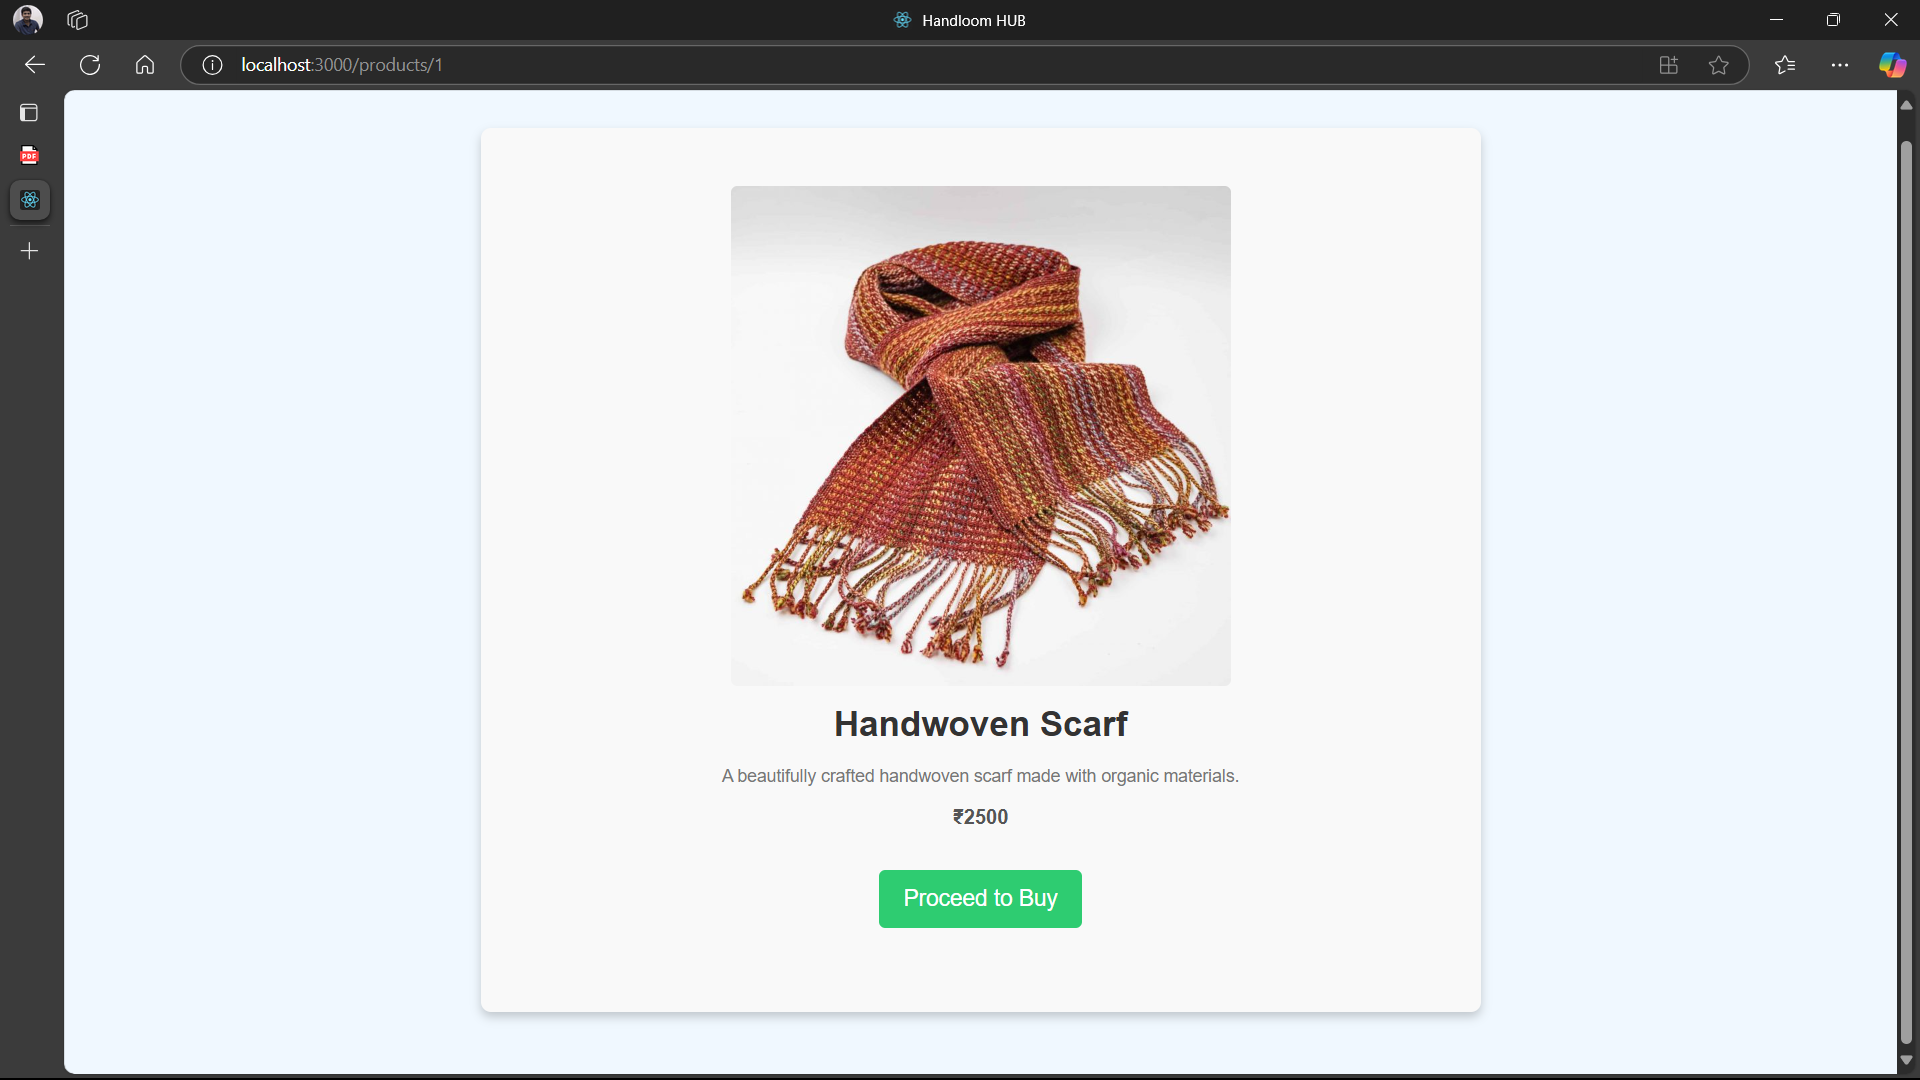 Handloom HUB
localhost:3000/products/1
PDF
Handwoven Scarf
A beautifully crafted handwoven scarf made with organic materials.
₹2500
Proceed to Buy